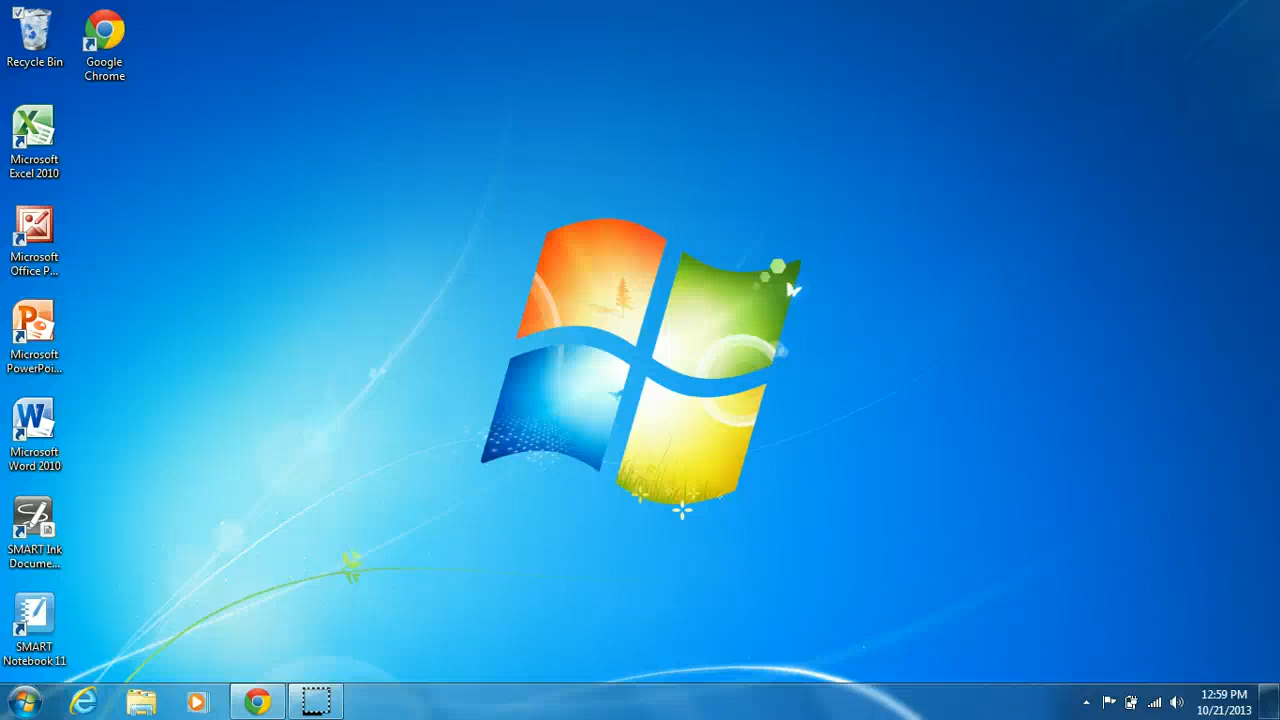 Recycle Bin
Google
Chrome
Microsoft
Excel 2010
Microsoft
Office P...
Microsoft
PowerPoi...
Microsoft
Word 2010
SMART Ink
Docume...
SMART
Notebook 11
12:59 PM
10/21/2013